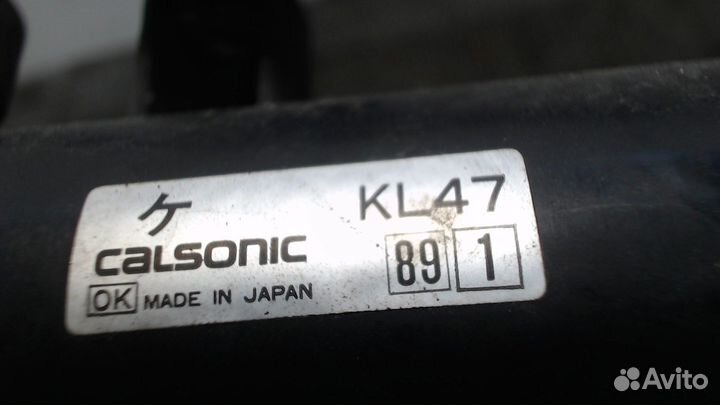 ケ KL47
CALSONIC 89 1
OK MADE IN JAPAN
Avito